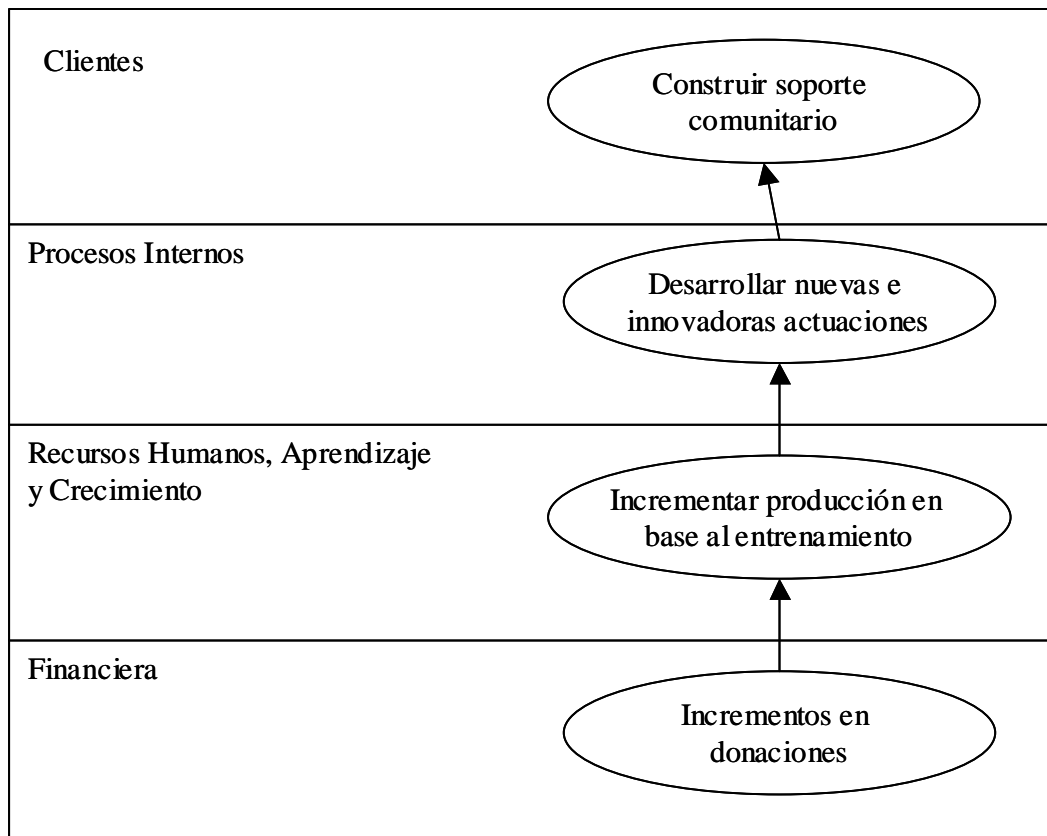 Clientes
Construir soporte
comunitario
Procesos Internos
Desarrollar nuevas e
innovadoras actuaciones
Recursos Humanos, Aprendizaje
y Crecimiento
Incrementar producción en
base al entrenamiento
Financiera
Incrementos en
donaciones